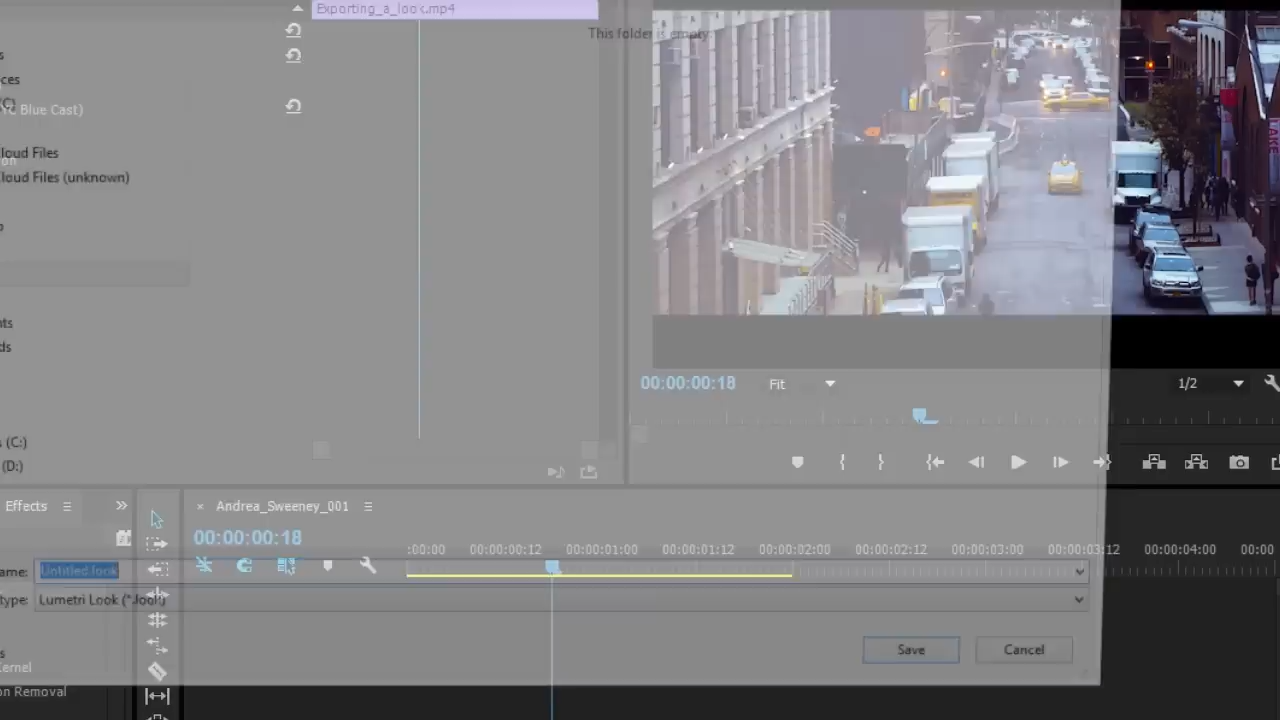 Exporting_a_look.mp4
This folder is empty.
ces
YC Blue Cast)
loud Files
loud Files (unknown)
nts
ds
(C:)
(D:)
00:00:00:18
Fit
1/2
Effects
Andrea_Sweeney_001
00:00:00:18
:00:00
00:00:00:12
00:00:01:00
00:00:01:12
00:00:02:00
00:00:02:12
00:00:03:00
00:00:03:12
00:00:04:00
00:00
name:
Untitled.look
type:
Lumetri Look (*.look)
Save
Cancel
on Removal